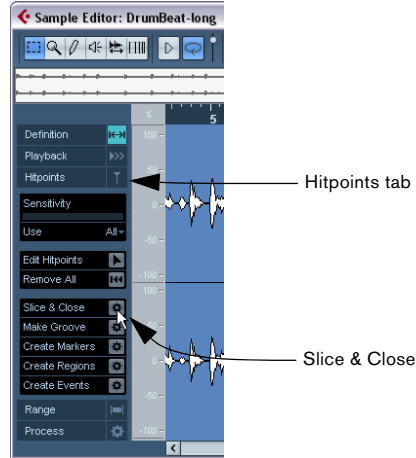 Sample Editor: DrumBeat-long
%
5
Definition
100
Playback
50
Hitpoints
Hitpoints tab
Sensitivity
0
Use All
-50
Edit Hitpoints
-100
Remove All
100
Slice & Close
50
Make Groove
Create Markers
0
Slice & Close
Create Regions
Create Events
-50
Range
Process
-100